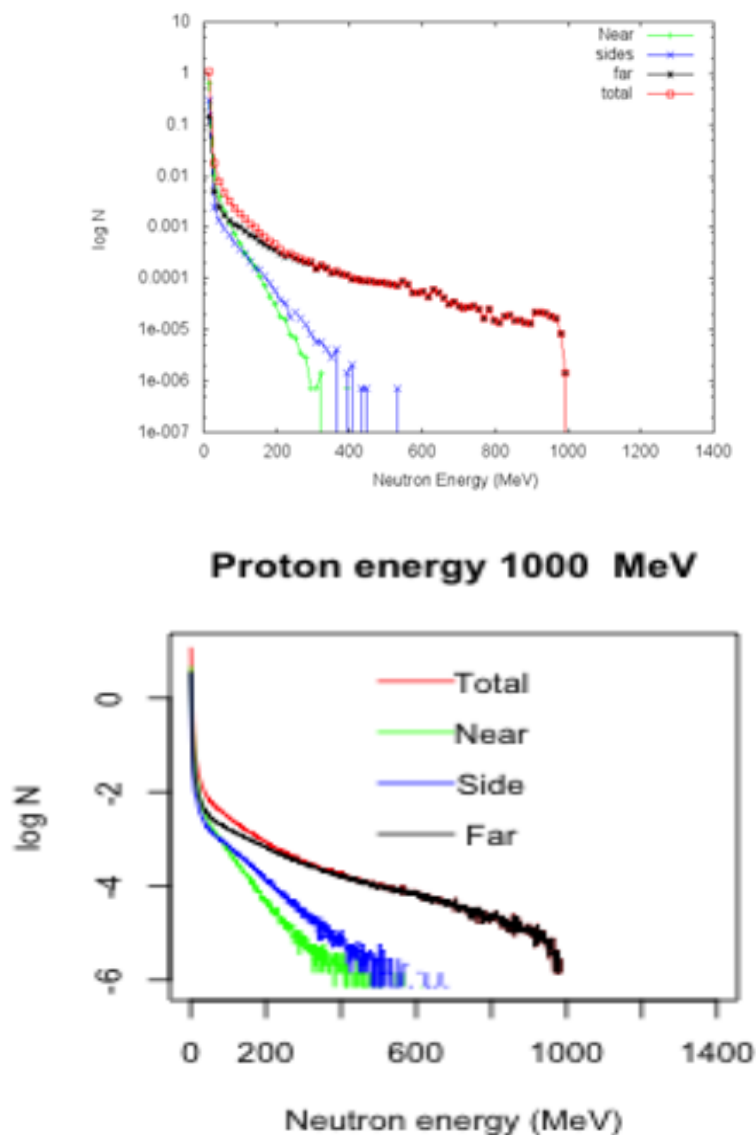 10
1
0.1
0.01
0.001
0.0001
1e-005
1e-006
1e-007
log N
Near
sides
far
total
0 200 400 600 800 1000 1200 1400
Neutron Energy (MeV)
Proton energy 1000 MeV
log N
0
-2
-4
-6
Total
Near
Side
Far
0 200 600 1000 1400
Neutron energy (MeV)